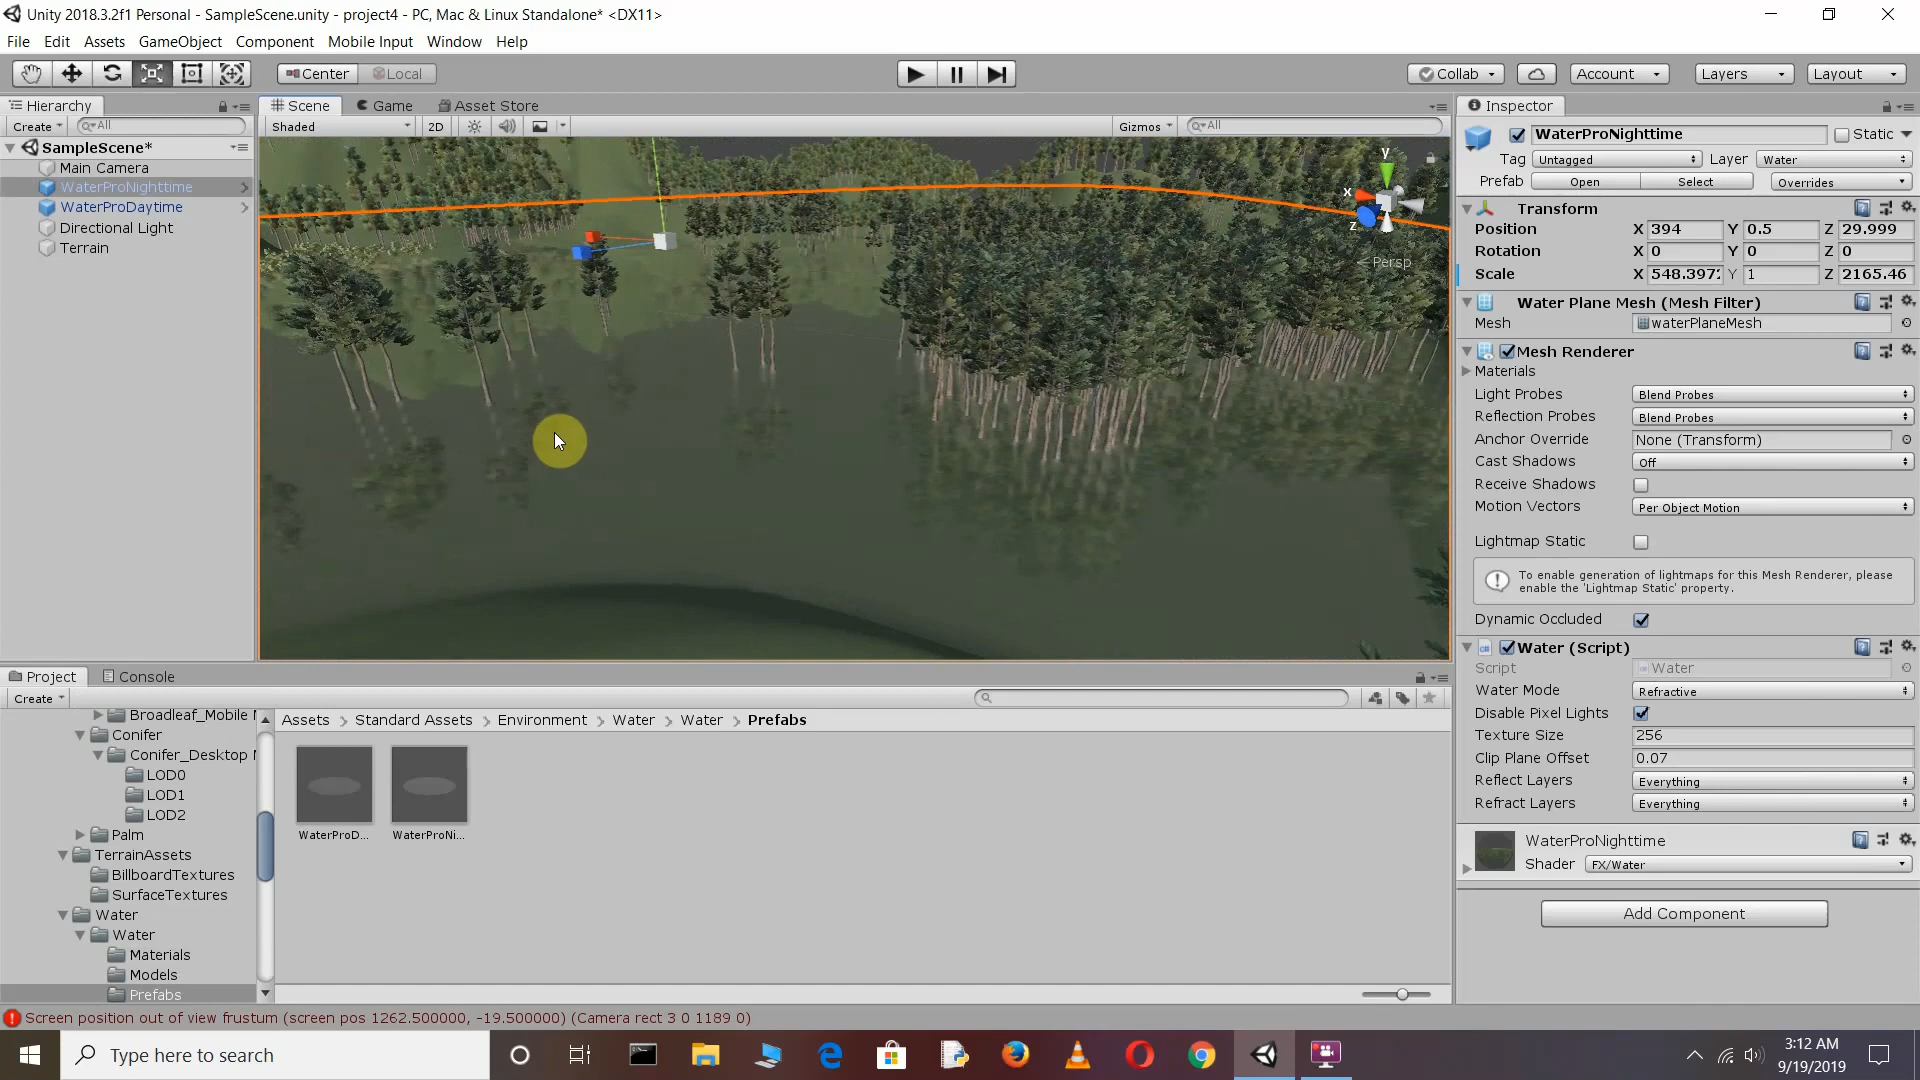 Unity 2018.3.2f1 Personal - SampleScene.unity - project4 - PC, Mac & Linux Standalone* <DX11>
File Edit Assets GameObject Component Mobile Input Window Help
Center Local Collab Account Layers Layout
Hierarchy
Create All
SampleScene*
Main Camera
WaterProNighttime
WaterProDaytime
Directional Light
Terrain
Scene Game Asset Store
Shaded 2D Gizmos All
y
x
z
Persp
Inspector
WaterProNighttime Static
Tag Untagged Layer Water
Prefab Open Select Overrides
Transform
Position X 394 Y 0.5 Z 29.999
Rotation X 0 Y 0 Z 0
Scale X 548.397 Y 1 Z 2165.46
Water Plane Mesh (Mesh Filter)
Mesh waterPlaneMesh
Mesh Renderer
Materials
Light Probes Blend Probes
Reflection Probes Blend Probes
Anchor Override None (Transform)
Cast Shadows Off
Receive Shadows
Motion Vectors Per Object Motion
Lightmap Static
To enable generation of lightmaps for this Mesh Renderer, please
enable the 'Lightmap Static' property.
Dynamic Occluded
Water (Script)
Script Water
Water Mode Refractive
Disable Pixel Lights
Texture Size 256
Clip Plane Offset 0.07
Reflect Layers Everything
Refract Layers Everything
WaterProNighttime
Shader FX/Water
Add Component
Project Console
Create
Broadleaf_Mobile
Conifer
Conifer_Desktop
LOD0
LOD1
LOD2
Palm
TerrainAssets
BillboardTextures
SurfaceTextures
Water
Water
Materials
Models
Prefabs
Assets > Standard Assets > Environment > Water > Water > Prefabs
WaterProD... WaterProNi...
Screen position out of view frustum (screen pos 1262.500000, -19.500000) (Camera rect 3 0 1189 0)
Type here to search
3:12 AM
9/19/2019